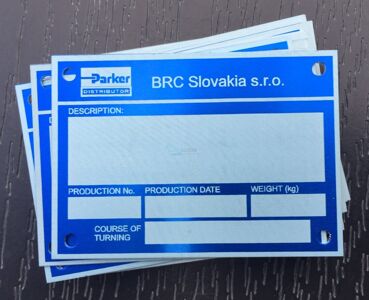 Parker
DISTRIBUTOR
BRC Slovakia s.r.o.
DESCRIPTION:
PRODUCTION No.
PRODUCTION DATE
WEIGHT (kg)
COURSE OF
TURNING